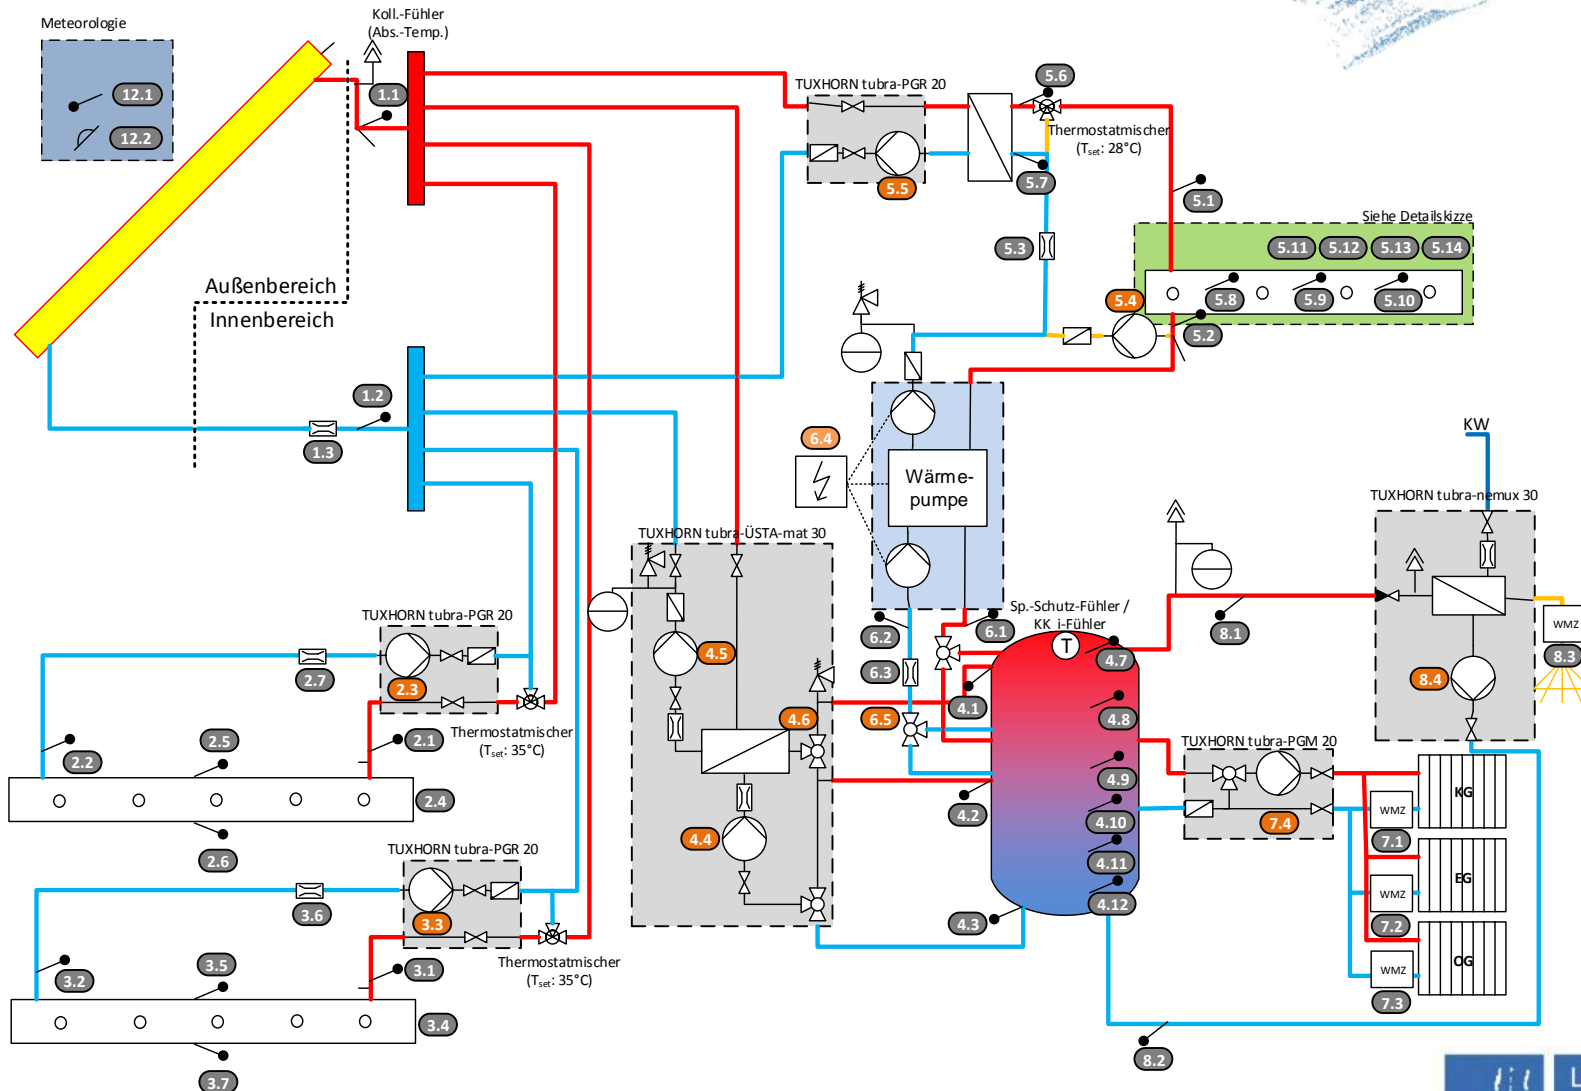 Meteorologie
12.1
12.2
Koll.-Fühler
(Abs.-Temp.)
1.1
TUXHORN tubra-PGR 20
5.5
5.6
Thermostatmischer
(Tset: 28°C)
5.7
5.1
5.3
Siehe Detailskizze
5.11 5.12 5.13 5.14
5.4
5.8
5.9
5.10
5.2
Außenbereich
Innenbereich
1.2
1.3
6.4
Wärme-
pumpe
KW
TUXHORN tubra-nemux 30
TUXHORN tubra-ÜSTA-mat 30
Sp.-Schutz-Fühler /
KK_i-Fühler
T
6.2
6.1
6.3
6.5
8.1
WMZ
8.3
8.4
TUXHORN tubra-PGR 20
2.3
2.7
Thermostatmischer
(Tset: 35°C)
2.1
2.2
2.5
2.4
2.6
4.5
4.6
4.4
4.1
4.2
4.3
4.7
4.8
4.9
4.10
4.11
4.12
TUXHORN tubra-PGM 20
7.4
WMZ
7.1
KG
WMZ
7.2
EG
WMZ
7.3
OG
TUXHORN tubra-PGR 20
3.3
3.6
Thermostatmischer
(Tset: 35°C)
3.1
3.2
3.5
3.4
3.7
8.2